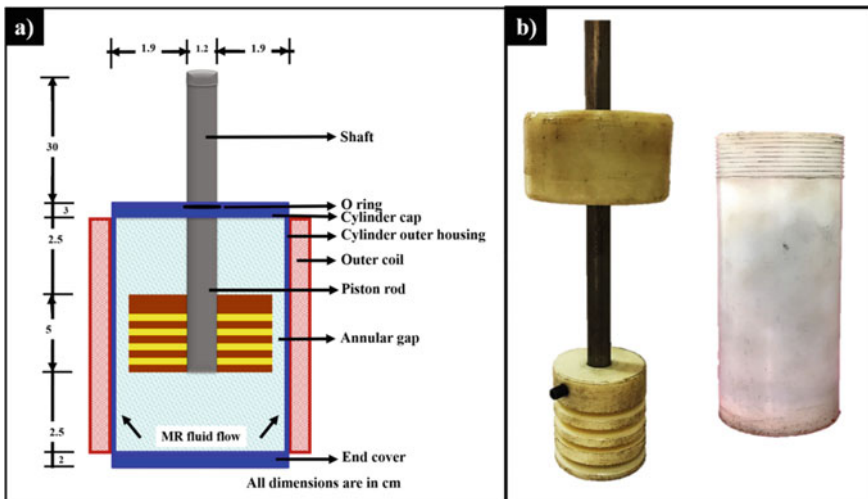 a)
1.9 1.2 1.9
30
3
2.5
5
2.5
2
Shaft
O ring
Cylinder cap
Cylinder outer housing
Outer coil
Piston rod
Annular gap
MR fluid flow
End cover
All dimensions are in cm
b)